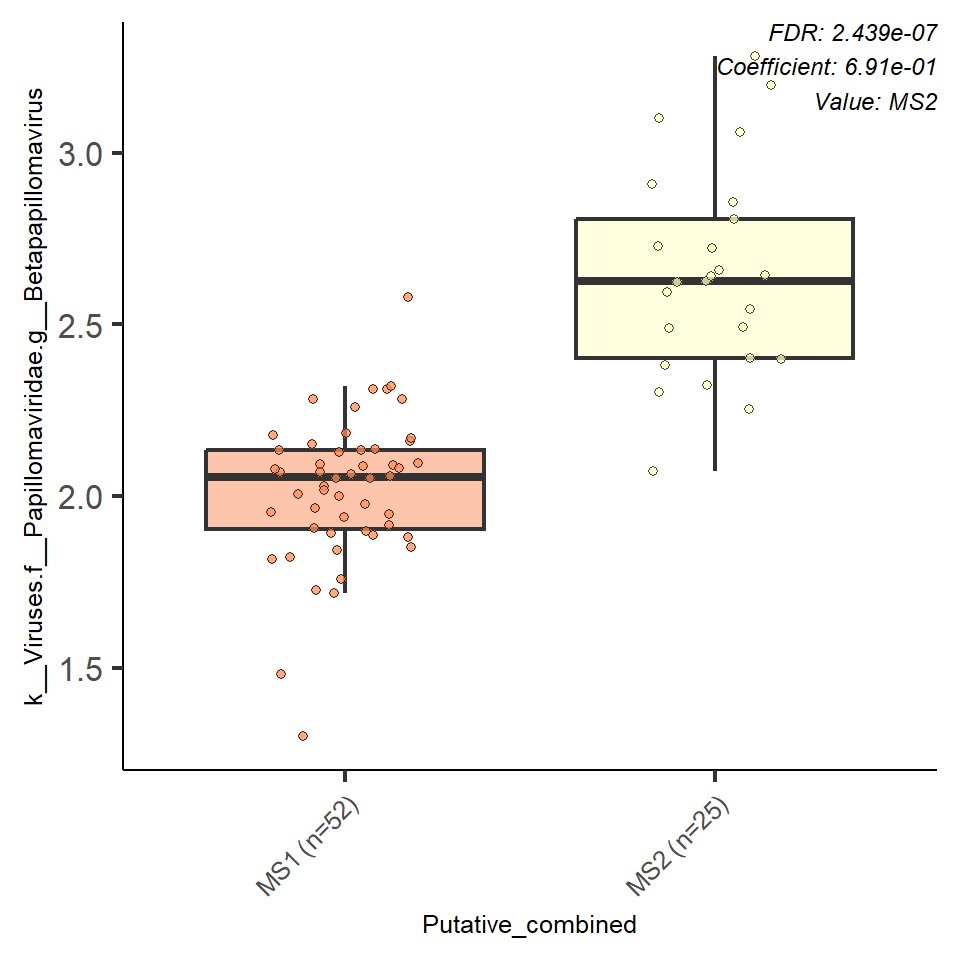 FDR: 2.439e-07
Coefficient: 6.91e-01
Value: MS2
k__Viruses.f__Papillomaviridae.g__Betapapillomavirus
3.0
2.5
2.0
1.5
MS1 (n=52)
MS2 (n=25)
Putative_combined